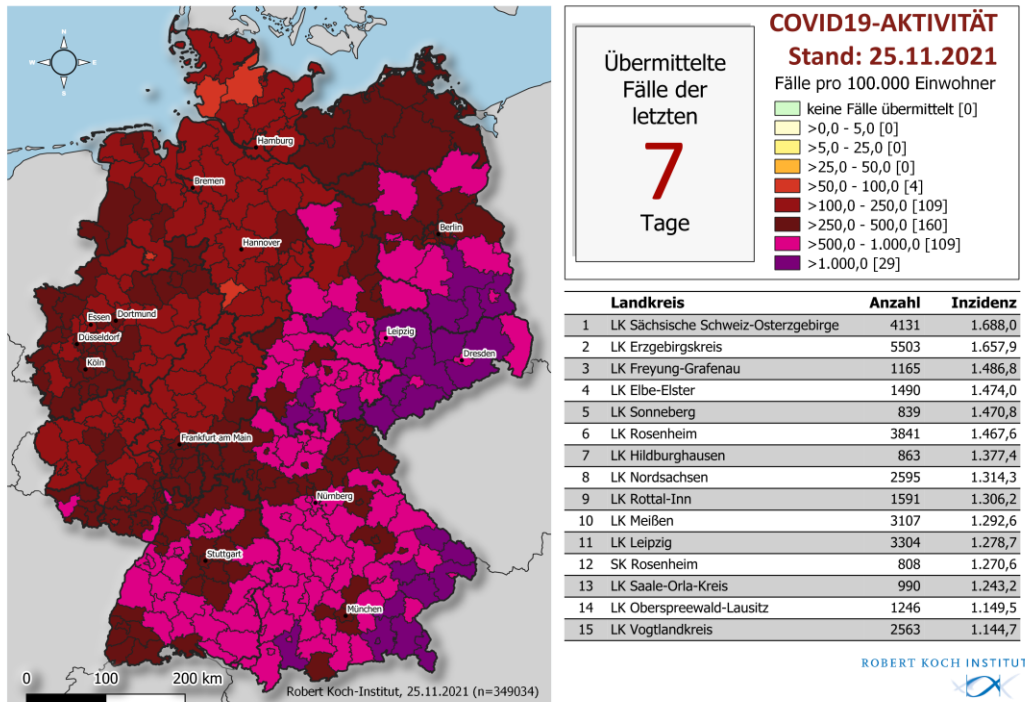 Hamburg
Bremen
Berlin
Hannover
Essen
Dortmund
Düsseldorf
Köln
Leipzig
Dresden
Frankfurt am Main
Nürnberg
Stuttgart
München
0 100 200 km
Robert Koch-Institut, 25.11.2021 (n=349034)
Übermittelte
Fälle der
letzten
7
Tage
COVID19-AKTIVITÄT
Stand: 25.11.2021
Fälle pro 100.000 Einwohner
keine Fälle übermittelt [0]
>0,0 - 5,0 [0]
>5,0 - 25,0 [0]
>25,0 - 50,0 [0]
>50,0 - 100,0 [4]
>100,0 - 250,0 [109]
>250,0 - 500,0 [160]
>500,0 - 1.000,0 [109]
>1.000,0 [29]
Landkreis Anzahl Inzidenz
1 LK Sächsische Schweiz-Osterzgebirge 4131 1.688,0
2 LK Erzgebirgskreis 5503 1.657,9
3 LK Freyung-Grafenau 1165 1.486,8
4 LK Elbe-Elster 1490 1.474,0
5 LK Sonneberg 839 1.470,8
6 LK Rosenheim 3841 1.467,6
7 LK Hildburghausen 863 1.377,4
8 LK Nordsachsen 2595 1.314,3
9 LK Rottal-Inn 1591 1.306,2
10 LK Meißen 3107 1.292,6
11 LK Leipzig 3304 1.278,7
12 SK Rosenheim 808 1.270,6
13 LK Saale-Orla-Kreis 990 1.243,2
14 LK Oberspreewald-Lausitz 1246 1.149,5
15 LK Vogtlandkreis 2563 1.144,7
ROBERT KOCH INSTITUT